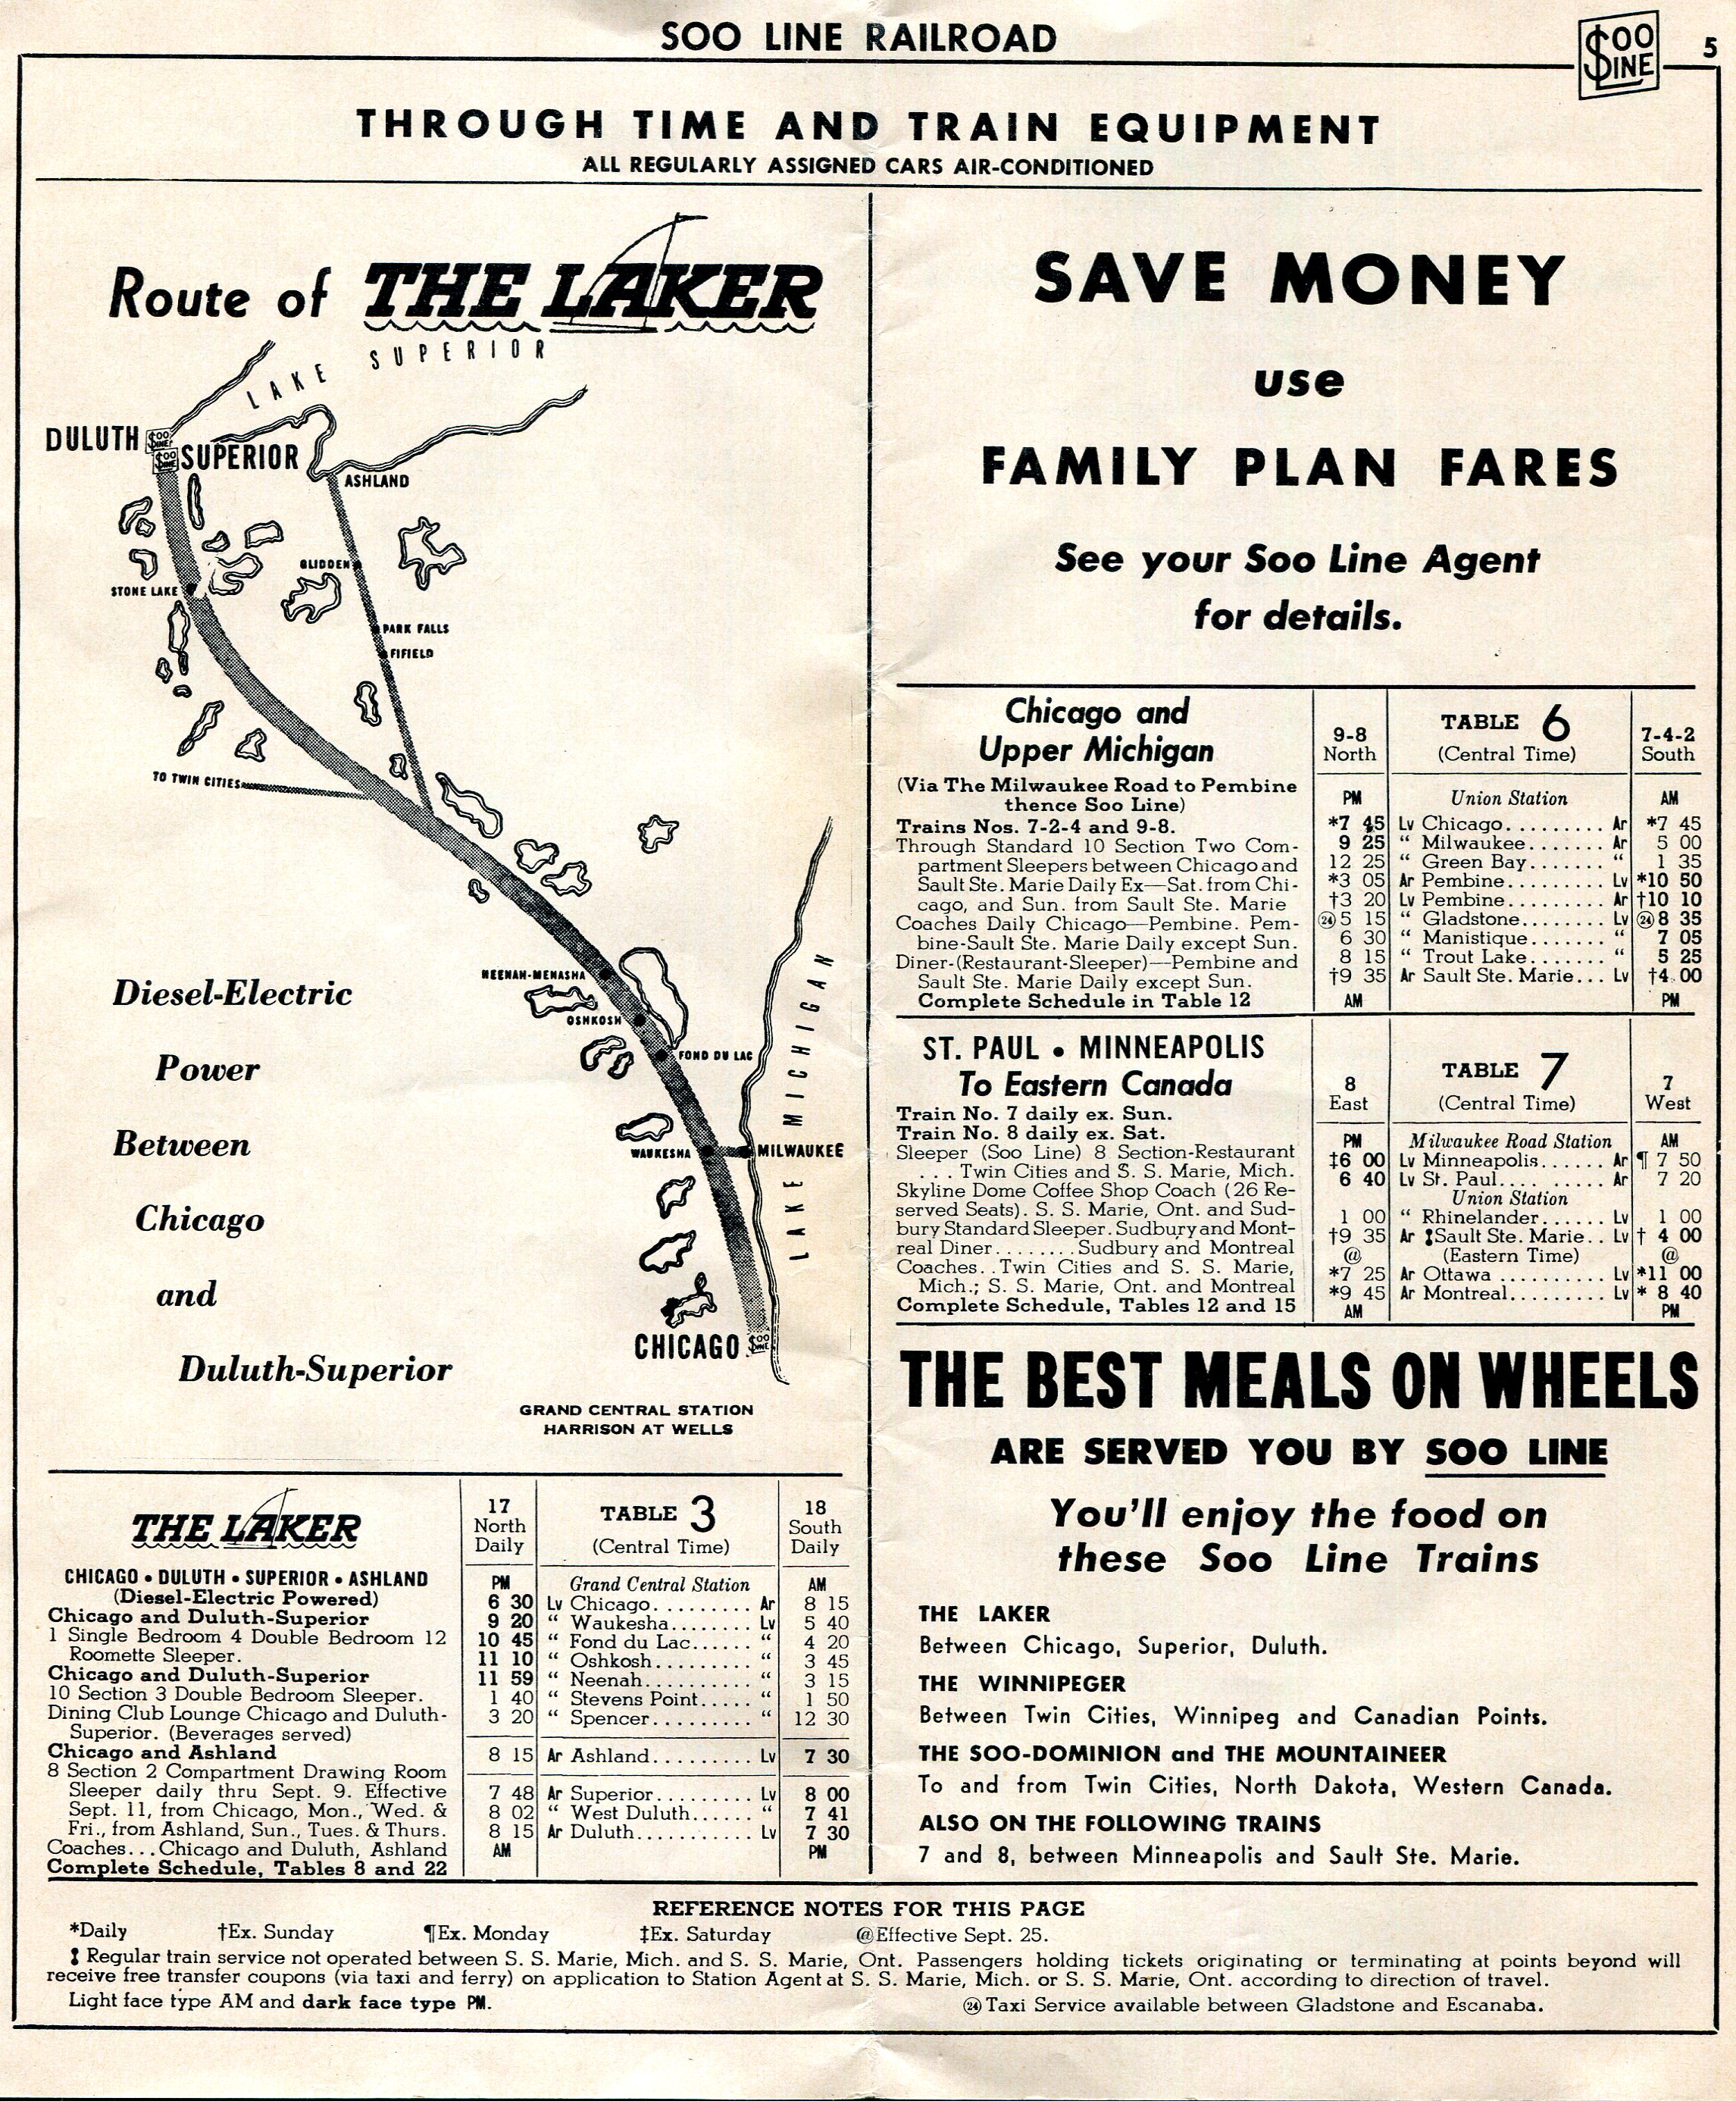 SOO LINE RAILROAD
SOO LINE
5
THROUGH TIME AND TRAIN EQUIPMENT
ALL REGULARLY ASSIGNED CARS AIR-CONDITIONED
Route of THE LAKER
LAKE SUPERIOR
DULUTH
SOO LINE
SOO LINE
SUPERIOR
ASHLAND
GLIDDEN
STONE LAKE
PARK FALLS
FIFIELD
TO TWIN CITIES
NEENAH-MENASHA
OSHKOSH
FOND DU LAC
LAKE MICHIGAN
WAUKESHA
MILWAUKEE
CHICAGO
SOO LINE
Diesel-Electric
Power
Between
Chicago
and
Duluth-Superior
GRAND CENTRAL STATION
HARRISON AT WELLS
THE LAKER
CHICAGO • DULUTH • SUPERIOR • ASHLAND
(Diesel-Electric Powered)
Chicago and Duluth-Superior
1 Single Bedroom 4 Double Bedroom 12
Roomette Sleeper.
Chicago and Duluth-Superior
10 Section 3 Double Bedroom Sleeper.
Dining Club Lounge Chicago and Duluth-
Superior. (Beverages served)
Chicago and Ashland
8 Section 2 Compartment Drawing Room
Sleeper daily thru Sept. 9. Effective
Sept. 11, from Chicago, Mon., Wed. &
Fri., from Ashland, Sun., Tues. & Thurs.
Coaches...Chicago and Duluth, Ashland
Complete Schedule, Tables 8 and 22
17 TABLE 3 18
North South
Daily (Central Time) Daily
PM Grand Central Station AM
6 30 Lv Chicago......... Ar 8 15
9 20 “ Waukesha........ Lv 5 40
10 45 “ Fond du Lac...... “ 4 20
11 10 “ Oshkosh......... “ 3 45
11 59 “ Neenah.......... “ 3 15
1 40 “ Stevens Point..... “ 1 50
3 20 “ Spencer.......... “ 12 30
8 15 Ar Ashland......... Lv 7 30
7 48 Ar Superior......... Lv 8 00
8 02 “ West Duluth...... “ 7 41
8 15 Ar Duluth........... Lv 7 30
AM PM
SAVE MONEY
use
FAMILY PLAN FARES
See your Soo Line Agent
for details.
Chicago and
Upper Michigan
(Via The Milwaukee Road to Pembine
thence Soo Line)
Trains Nos. 7-2-4 and 9-8.
Through Standard 10 Section Two Com-
partment Sleepers between Chicago and
Sault Ste. Marie Daily Ex—Sat. from Chi-
cago, and Sun. from Sault Ste. Marie
Coaches Daily Chicago—Pembine. Pem-
bine-Sault Ste. Marie Daily except Sun.
Diner-(Restaurant-Sleeper)—Pembine and
Sault Ste. Marie Daily except Sun.
Complete Schedule in Table 12
9-8 TABLE 6 7-4-2
North (Central Time) South
PM Union Station AM
*7 45 Lv Chicago......... Ar *7 45
9 25 “ Milwaukee....... Ar 5 00
12 25 “ Green Bay....... “ 1 35
*3 05 Ar Pembine......... Lv *10 50
†3 20 Lv Pembine......... Ar †10 10
㉔5 15 “ Gladstone........ Lv ㉔8 35
6 30 “ Manistique....... “ 7 05
8 15 “ Trout Lake....... “ 5 25
†9 35 Ar Sault Ste. Marie... Lv †4 00
AM PM
ST. PAUL • MINNEAPOLIS
To Eastern Canada
Train No. 7 daily ex. Sun.
Train No. 8 daily ex. Sat.
Sleeper (Soo Line) 8 Section-Restaurant
... Twin Cities and S. S. Marie, Mich.
Skyline Dome Coffee Shop Coach (26 Re-
served Seats). S. S. Marie, Ont. and Sud-
bury Standard Sleeper. Sudbury and Mont-
real Diner........Sudbury and Montreal
Coaches..Twin Cities and S. S. Marie,
Mich.; S. S. Marie, Ont. and Montreal
Complete Schedule, Tables 12 and 15
8 TABLE 7 7
East (Central Time) West
PM Milwaukee Road Station AM
‡6 00 Lv Minneapolis...... Ar ¶ 7 50
6 40 Lv St. Paul.... ..... Ar 7 20
Union Station
1 00 “ Rhinelander...... Lv 1 00
†9 35 Ar Sault Ste. Marie.. Lv † 4 00
@ (Eastern Time) @
*7 25 Ar Ottawa .......... Lv *11 00
*9 45 Ar Montreal......... Lv * 8 40
AM PM
THE BEST MEALS ON WHEELS
ARE SERVED YOU BY SOO LINE
You'll enjoy the food on
these Soo Line Trains
THE LAKER
Between Chicago, Superior, Duluth.
THE WINNIPEGER
Between Twin Cities, Winnipeg and Canadian Points.
THE SOO-DOMINION and THE MOUNTAINEER
To and from Twin Cities, North Dakota, Western Canada.
ALSO ON THE FOLLOWING TRAINS
7 and 8, between Minneapolis and Sault Ste. Marie.
REFERENCE NOTES FOR THIS PAGE
*Daily †Ex. Sunday ¶Ex. Monday ‡Ex. Saturday @Effective Sept. 25.
Regular train service not operated between S. S. Marie, Mich. and S. S. Marie, Ont. Passengers holding tickets originating or terminating at points beyond will
receive free transfer coupons (via taxi and ferry) on application to Station Agent at S. S. Marie, Mich. or S. S. Marie, Ont. according to direction of travel.
Light face type AM and dark face type PM. ㉔Taxi Service available between Gladstone and Escanaba.